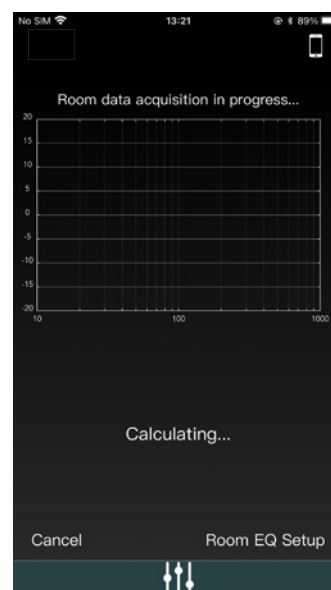 No SIM 13:21 89%
Room data acquisition in progress...
20
15
10
5
0
-5
-10
-15
-20
10 100 1000
Calculating...
Cancel Room EQ Setup